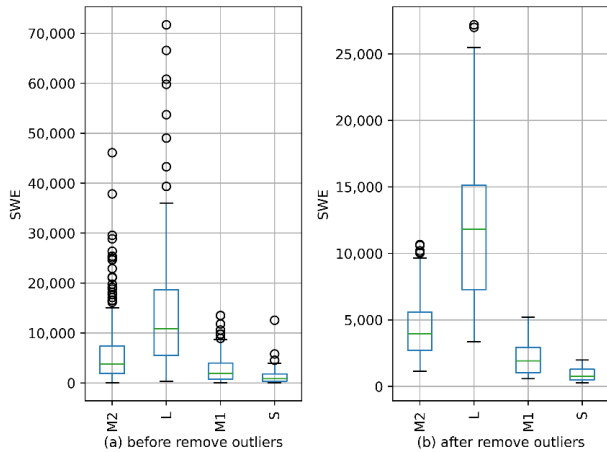 70,000
60,000
50,000
40,000
30,000
20,000
10,000
0
SWE
M2
L
M1
S
(a) before remove outliers
25,000
20,000
15,000
10,000
5,000
0
SWE
M2
L
M1
S
(b) after remove outliers